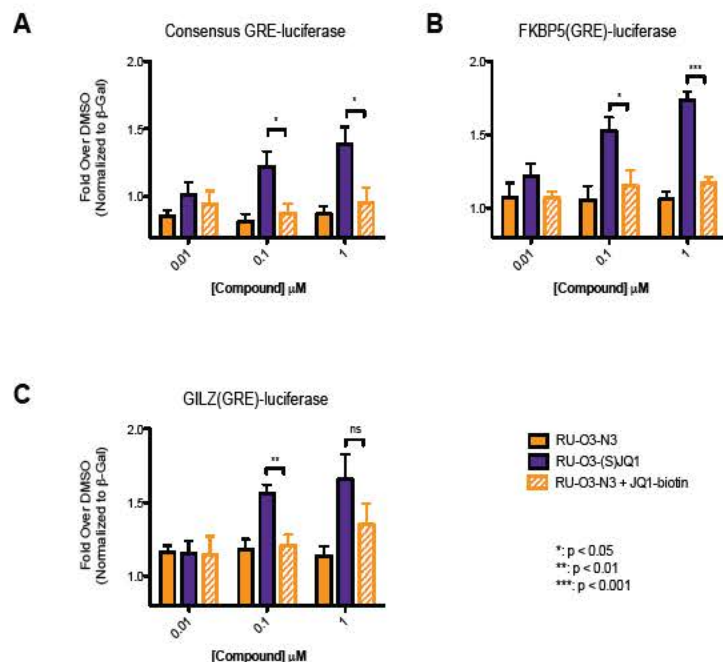 A
Consensus GRE-luciferase
Fold Over DMSO
(Normalized to β-Gal)
2.0
1.5
1.0
*
*
0.01
0.1
1
[Compound] μM
B
FKBP5(GRE)-luciferase
2.0
1.5
1.0
*
***
0.01
0.1
1
[Compound] μM
C
GILZ(GRE)-luciferase
Fold Over DMSO
(Normalized to β-Gal)
2.0
1.5
1.0
**
ns
0.01
0.1
1
[Compound] μM
RU-O3-N3
RU-O3-(S)JQ1
RU-O3-N3 + JQ1-biotin
*: p < 0.05
**: p < 0.01
***: p < 0.001